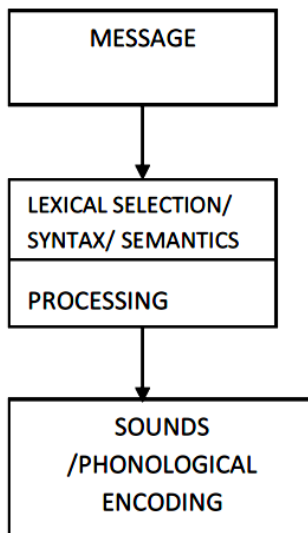 MESSAGE
LEXICAL SELECTION/
SYNTAX/ SEMANTICS
PROCESSING
SOUNDS
/PHONOLOGICAL
ENCODING